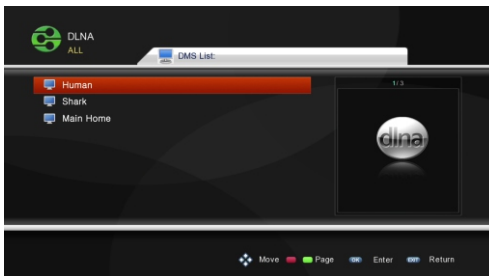 DLNA
ALL
DMS List:
Human
Shark
Main Home
1/3
dlna
Move Page OK Enter EXIT Return